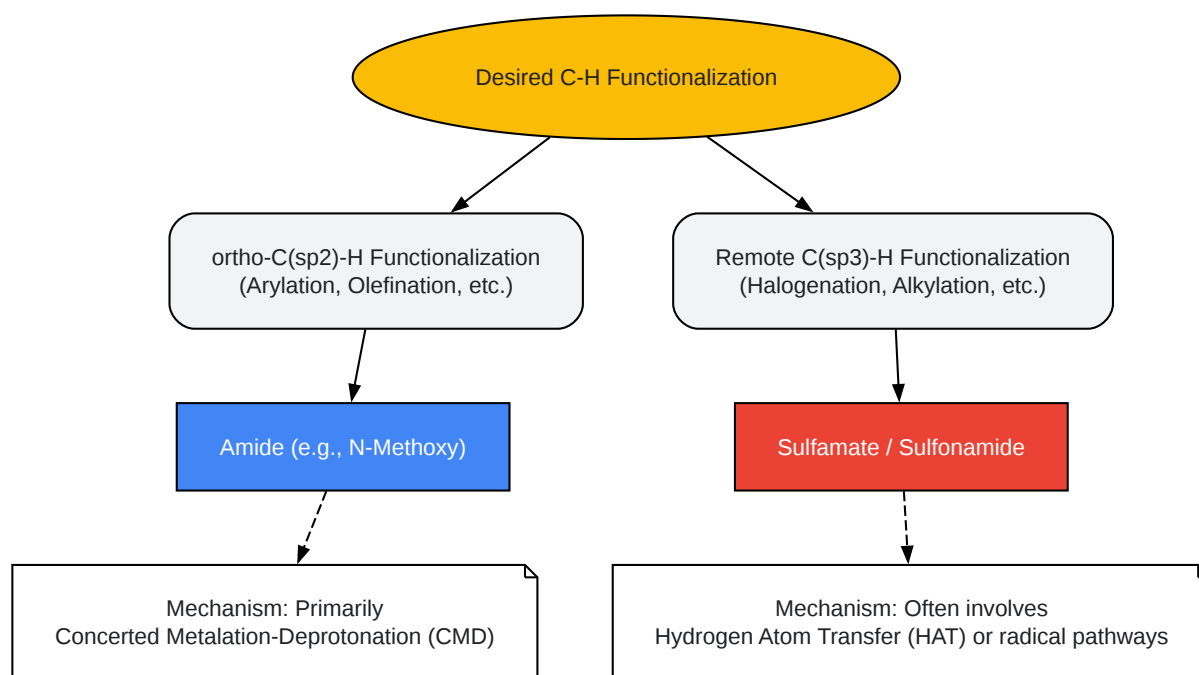 Desired C-H Functionalization
ortho-C(sp2)-H Functionalization
(Arylation, Olefination, etc.)
Remote C(sp3)-H Functionalization
(Halogenation, Alkylation, etc.)
Amide (e.g., N-Methoxy)
Sulfamate / Sulfonamide
Mechanism: Primarily
Concerted Metalation-Deprotonation (CMD)
Mechanism: Often involves
Hydrogen Atom Transfer (HAT) or radical pathways